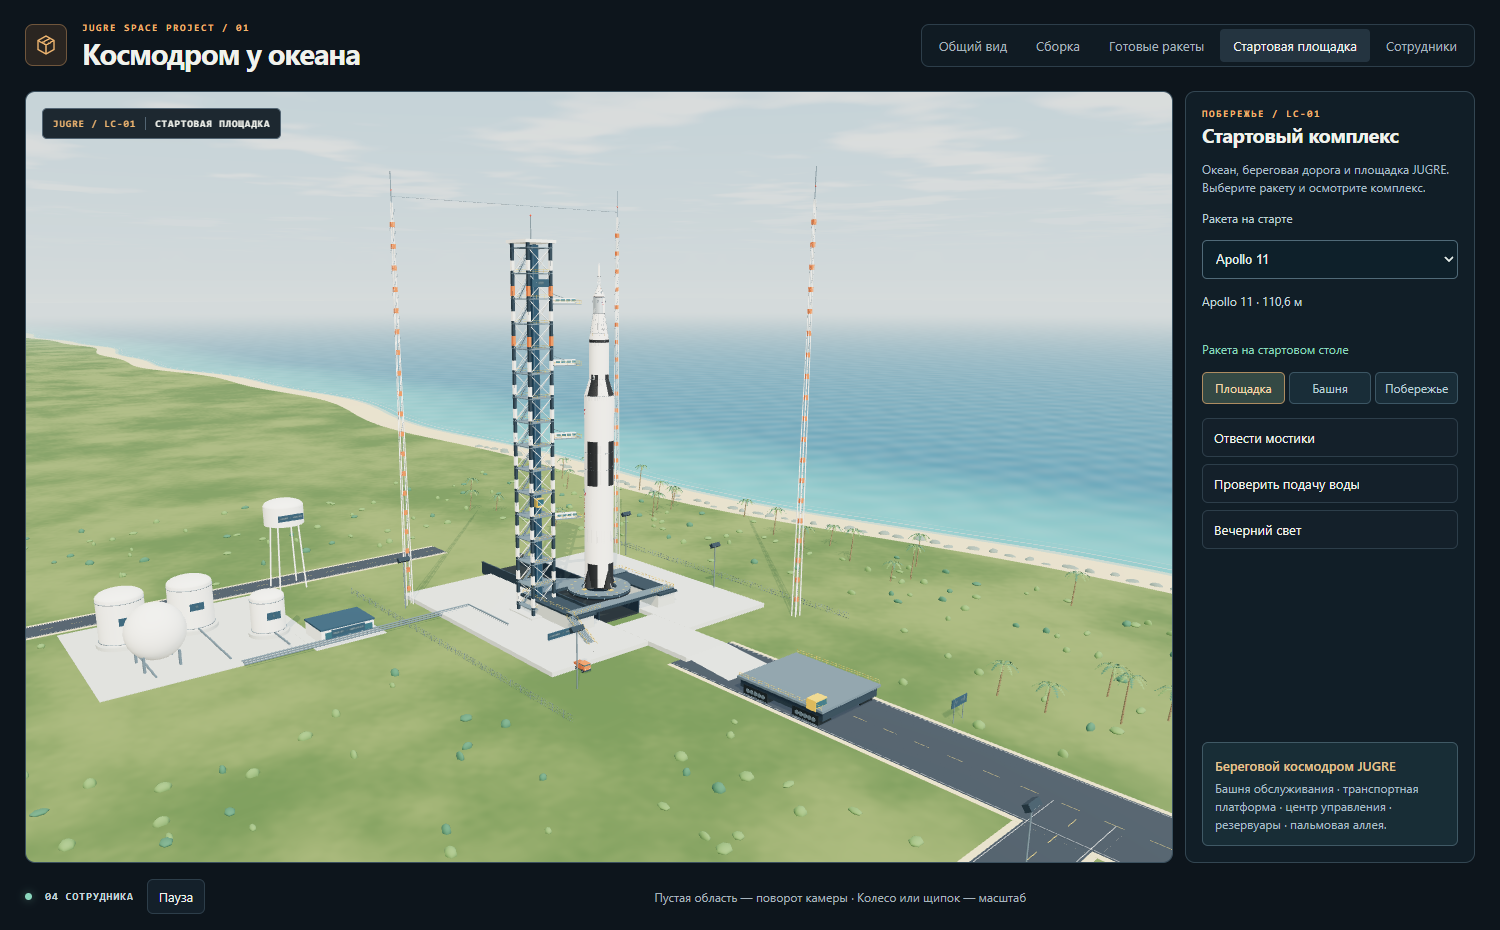 JUGRE SPACE PROJECT / 01
Космодром у океана
Общий вид
Сборка
Готовые ракеты
Стартовая площадка
Сотрудники
JUGRE / LC-01
СТАРТОВАЯ ПЛОЩАДКА
ПОБЕРЕЖЬЕ / LC-01
Стартовый комплекс
Океан, береговая дорога и площадка JUGRE.
Выберите ракету и осмотрите комплекс.
Ракета на старте
Apollo 11
Apollo 11 · 110,6 м
Ракета на стартовом столе
Площадка
Башня
Побережье
Отвести мостики
Проверить подачу воды
Вечерний свет
Береговой космодром JUGRE
Башня обслуживания · транспортная
платформа · центр управления ·
резервуары · пальмовая аллея.
04 СОТРУДНИКА
Пауза
Пустая область — поворот камеры · Колесо или щипок — масштаб